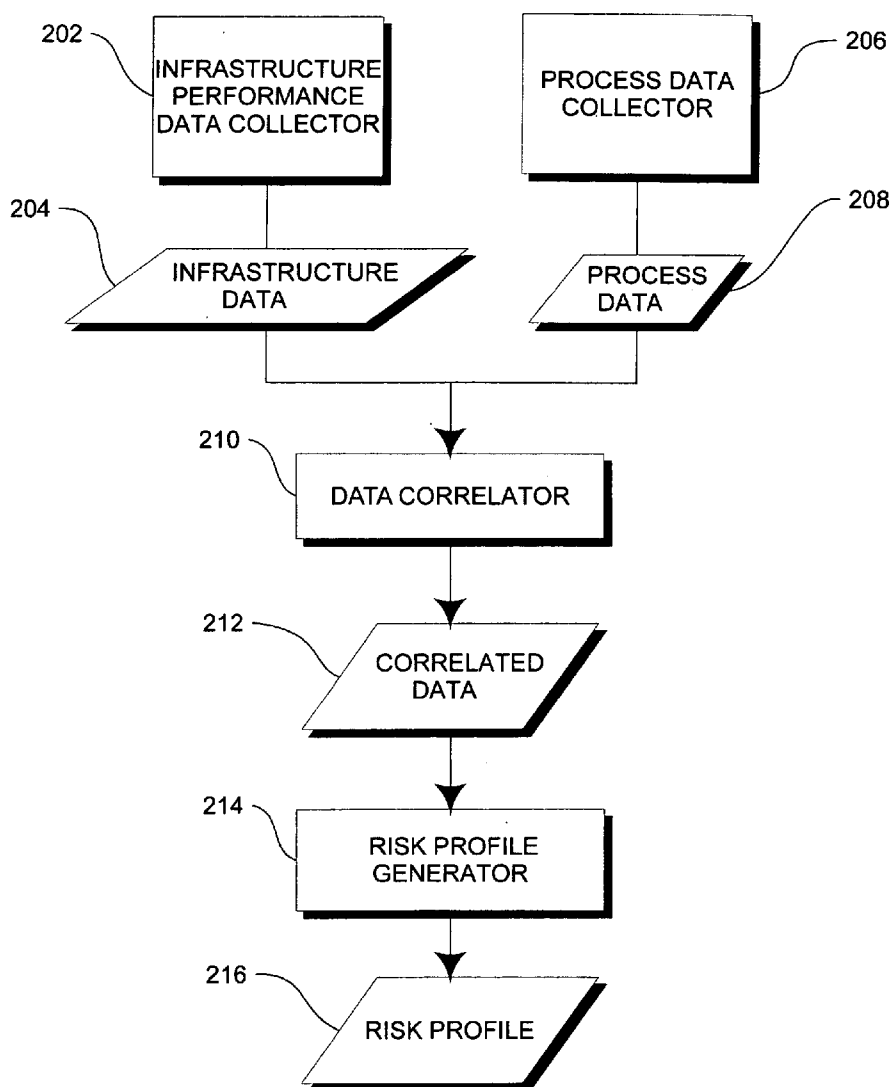 202
INFRASTRUCTURE
PERFORMANCE
DATA COLLECTOR
206
PROCESS DATA
COLLECTOR
204
INFRASTRUCTURE
DATA
208
PROCESS
DATA
210
DATA CORRELATOR
212
CORRELATED
DATA
214
RISK PROFILE
GENERATOR
216
RISK PROFILE